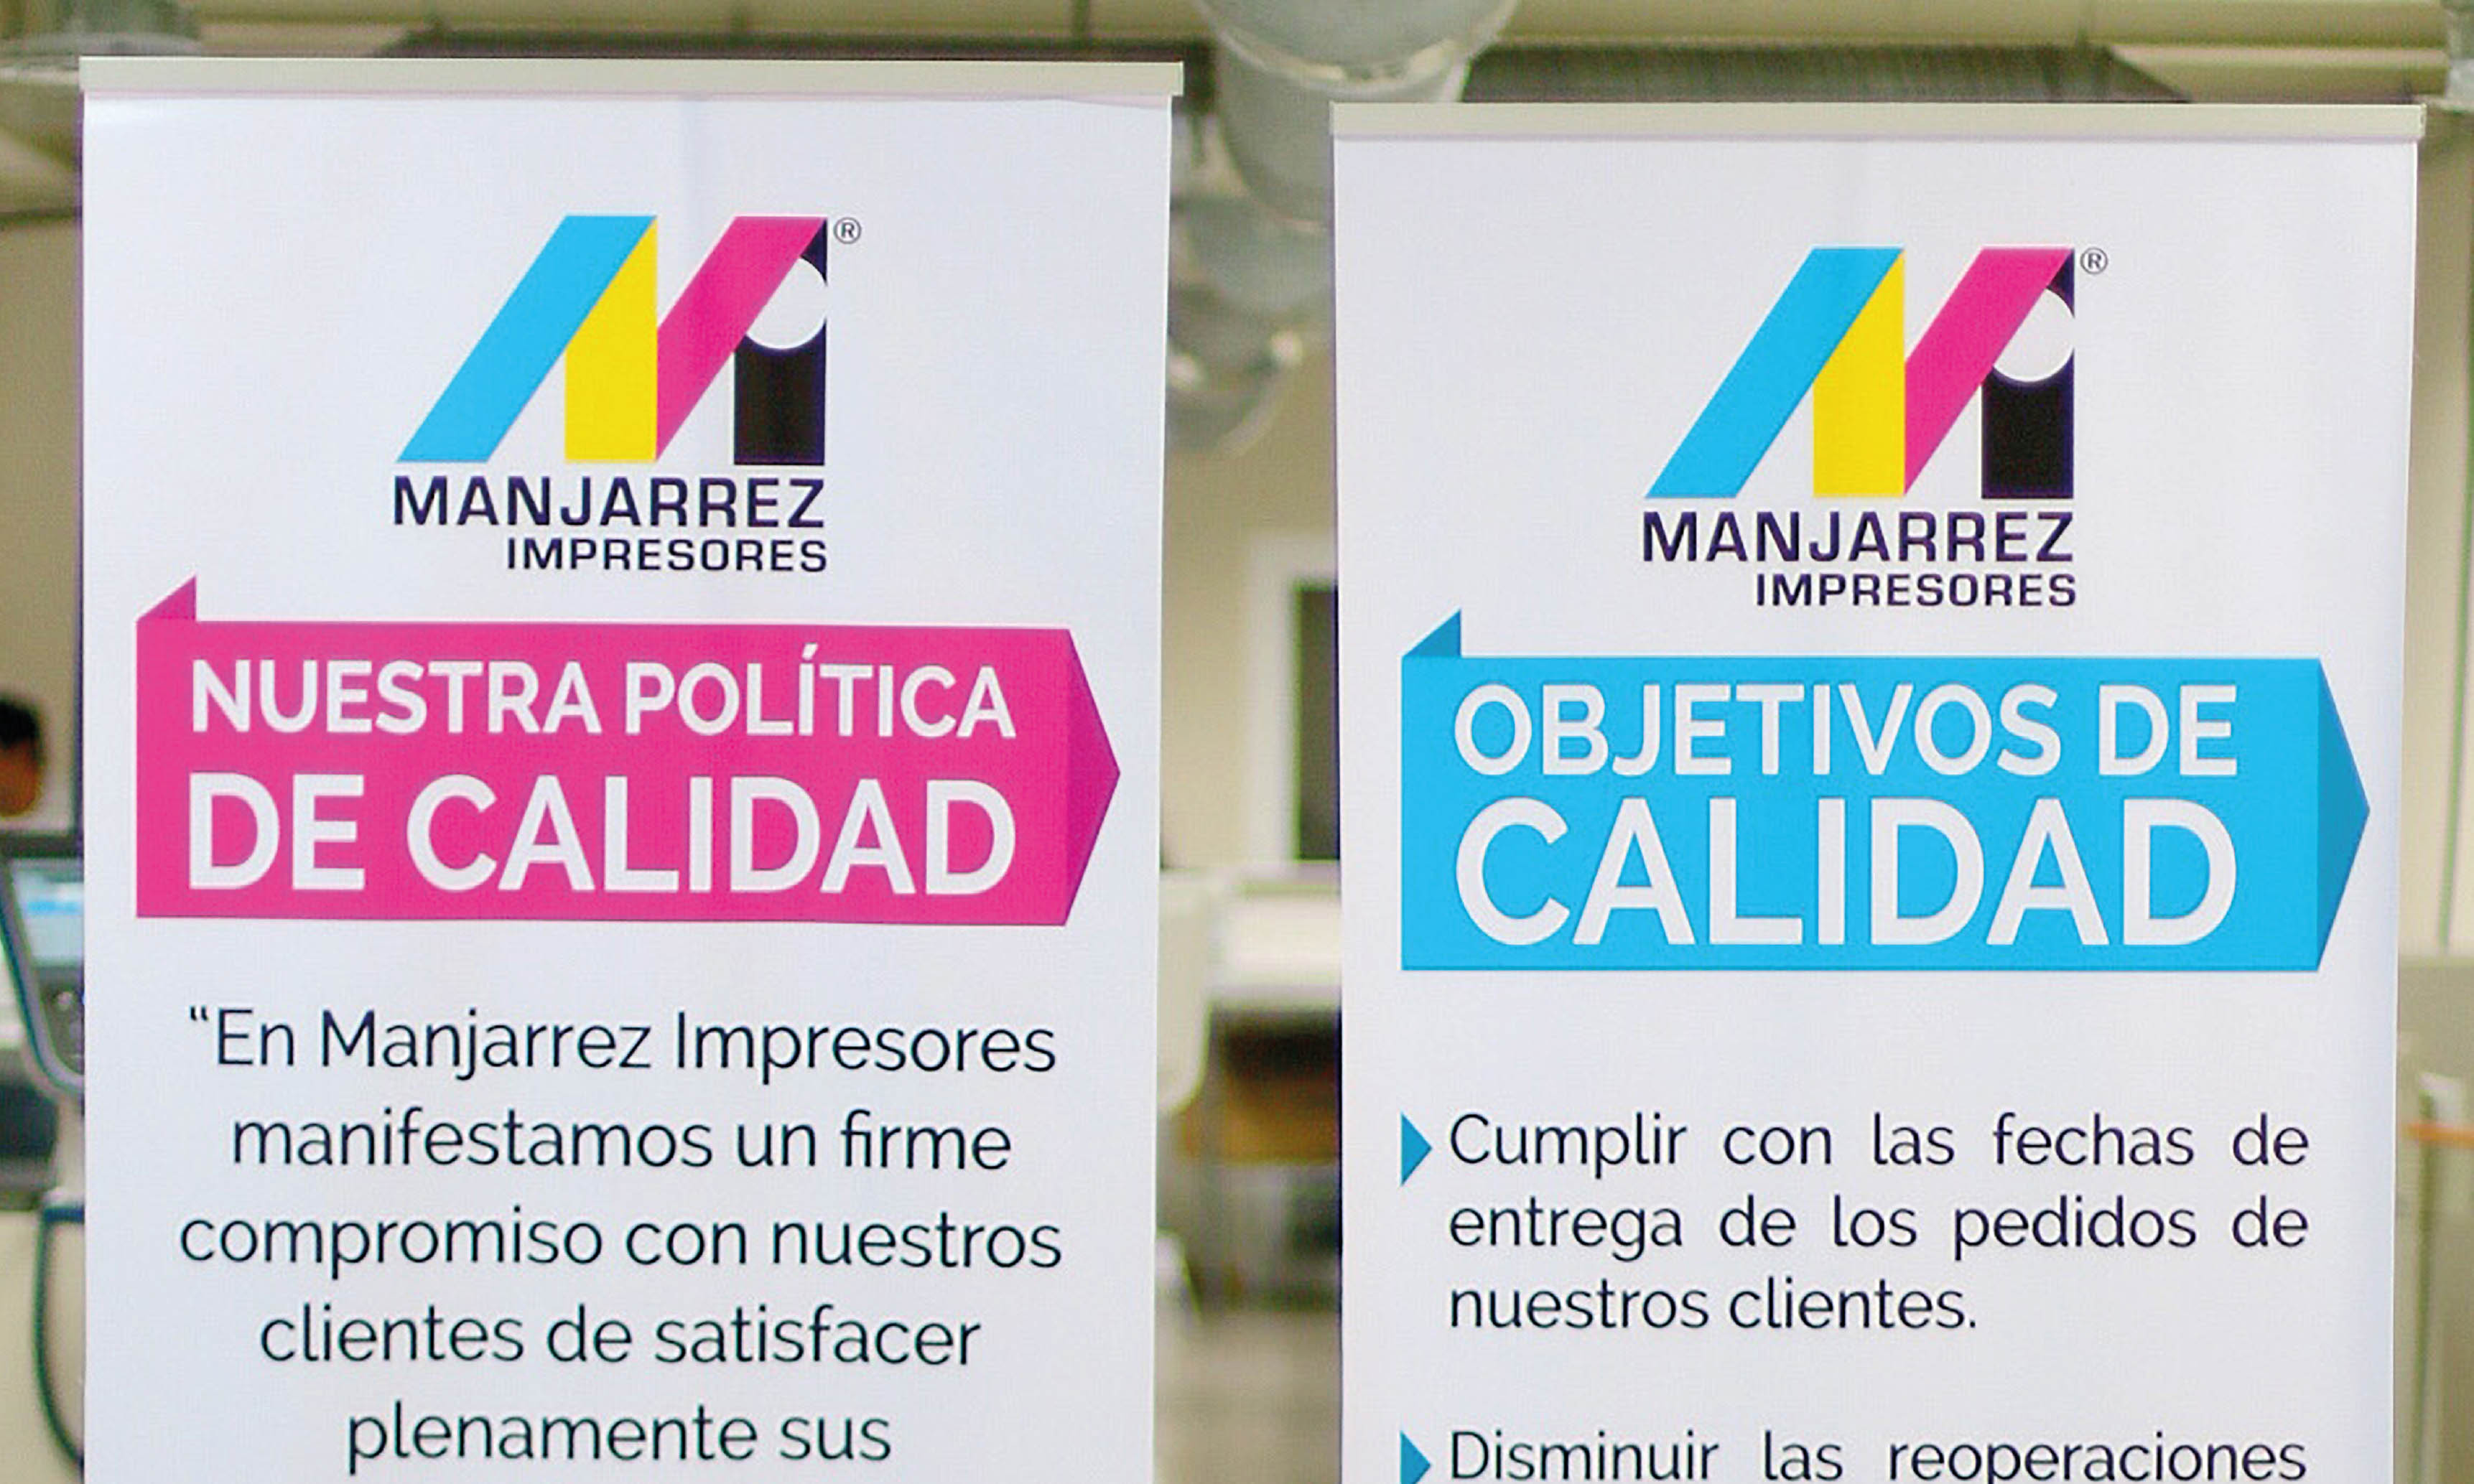 ®
MANJARREZ
IMPRESORES
NUESTRA POLÍTICA
DE CALIDAD
“En Manjarrez Impresores
manifestamos un firme
compromiso con nuestros
clientes de satisfacer
plenamente sus
®
MANJARREZ
IMPRESORES
OBJETIVOS DE
CALIDAD
Cumplir con las fechas de
entrega de los pedidos de
nuestros clientes.
Disminuir las reoperaciones